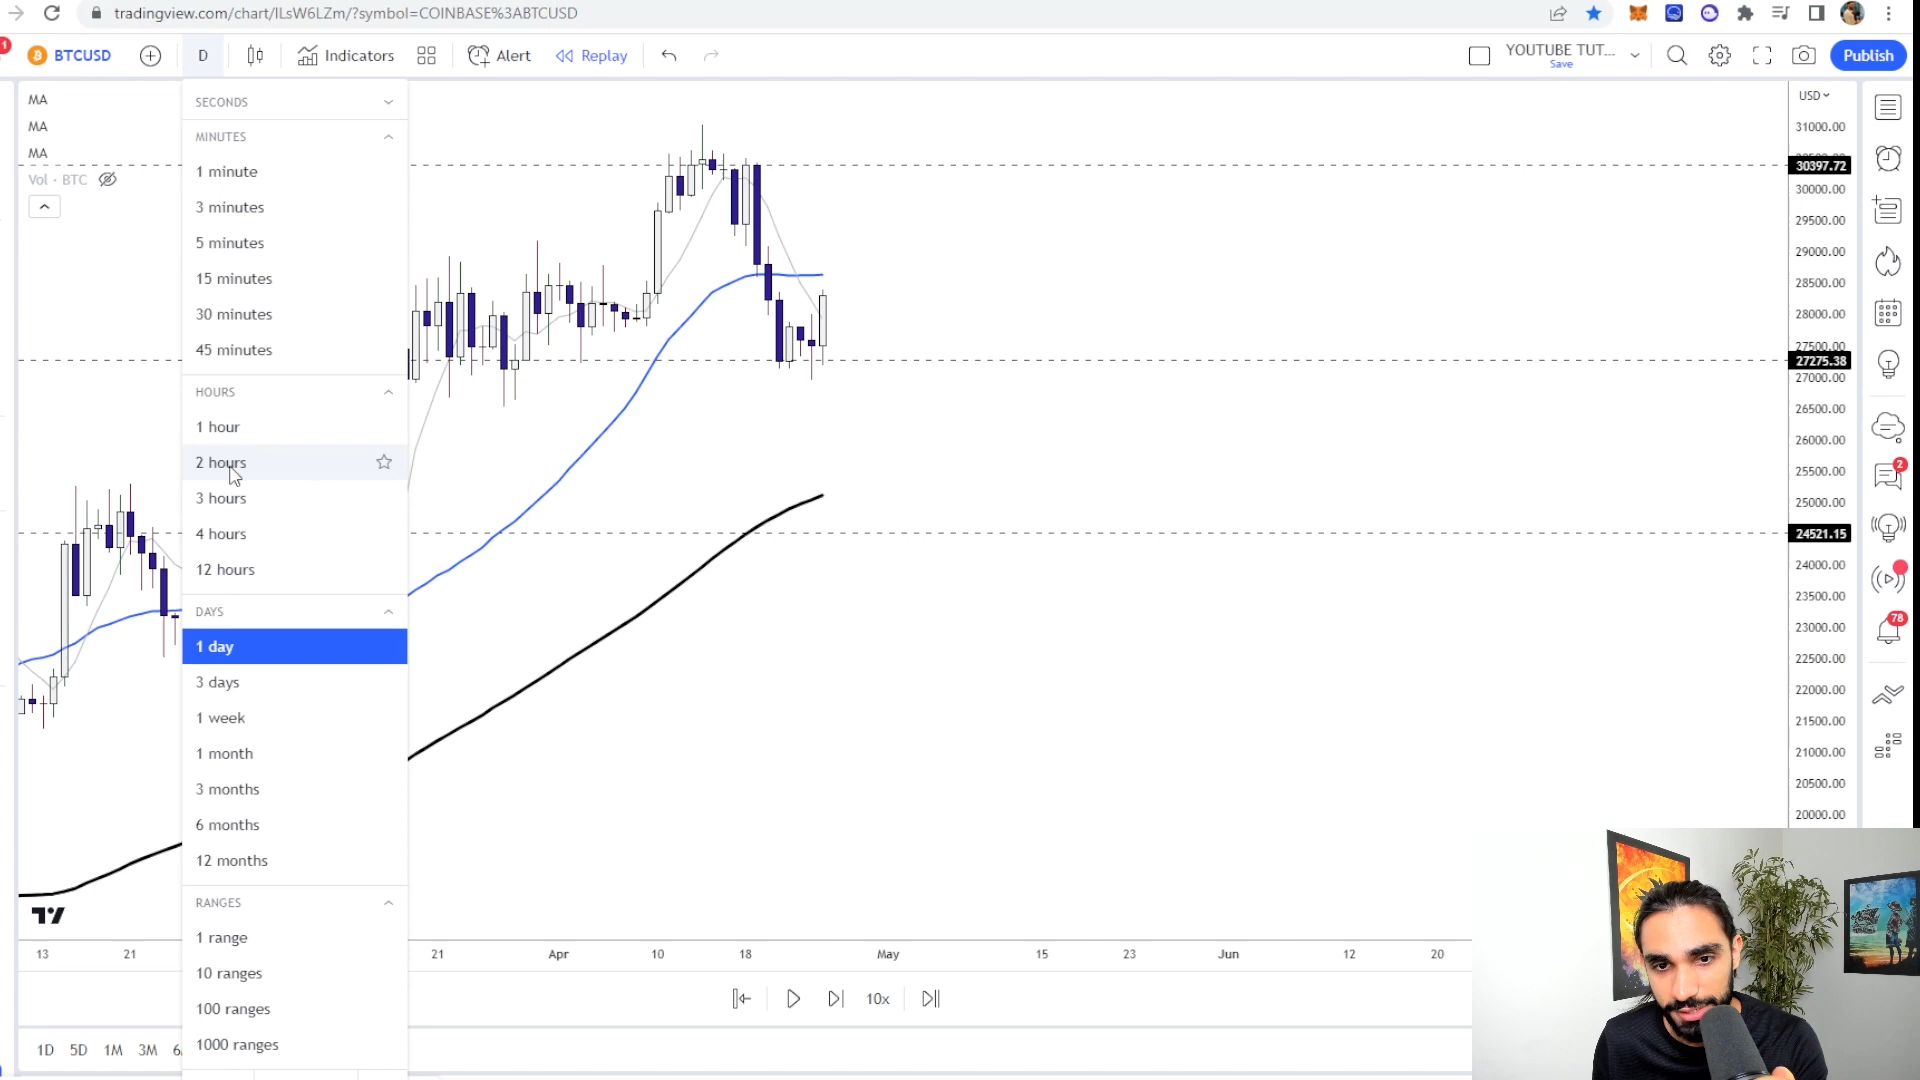 tradingview.com/chart/ILsW6LZm/?symbol=COINBASE%3ABTCUSD
1 BTCUSD D Indicators Alert Replay YOUTUBE TUT... Save Publish
MA
MA
MA
Vol · BTC
SECONDS
MINUTES
1 minute
3 minutes
5 minutes
15 minutes
30 minutes
45 minutes
HOURS
1 hour
2 hours
3 hours
4 hours
12 hours
DAYS
1 day
3 days
1 week
1 month
3 months
6 months
12 months
RANGES
1 range
10 ranges
100 ranges
1000 ranges
USD
31000.00
30397.72
30000.00
29500.00
29000.00
28500.00
28000.00
27500.00
27275.38
27000.00
26500.00
26000.00
25500.00
25000.00
24521.15
24000.00
23500.00
23000.00
22500.00
22000.00
21500.00
21000.00
20500.00
20000.00
2
78
13 21 21 Apr 10 18 May 15 23 Jun 12 20
10x
1D 5D 1M 3M